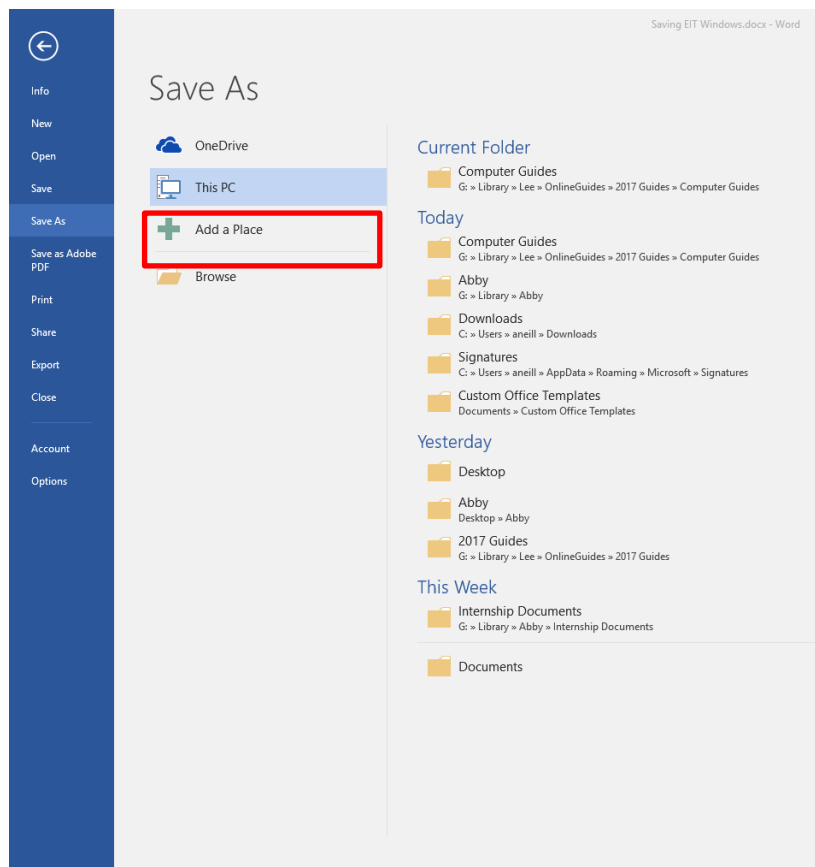 Saving EIT Windows.docx - Word
Info
New
Open
Save
Save As
Save as Adobe
PDF
Print
Share
Export
Close
Account
Options
Save As
OneDrive
This PC
Add a Place
Browse
Current Folder
Computer Guides
G: » Library » Lee » OnlineGuides » 2017 Guides » Computer Guides
Today
Computer Guides
G: » Library » Lee » OnlineGuides » 2017 Guides » Computer Guides
Abby
G: » Library » Abby
Downloads
C: » Users » aneill » Downloads
Signatures
C: » Users » aneill » AppData » Roaming » Microsoft » Signatures
Custom Office Templates
Documents » Custom Office Templates
Yesterday
Desktop
Abby
Desktop » Abby
2017 Guides
G: » Library » Lee » OnlineGuides » 2017 Guides
This Week
Internship Documents
G: » Library » Abby » Internship Documents
Documents